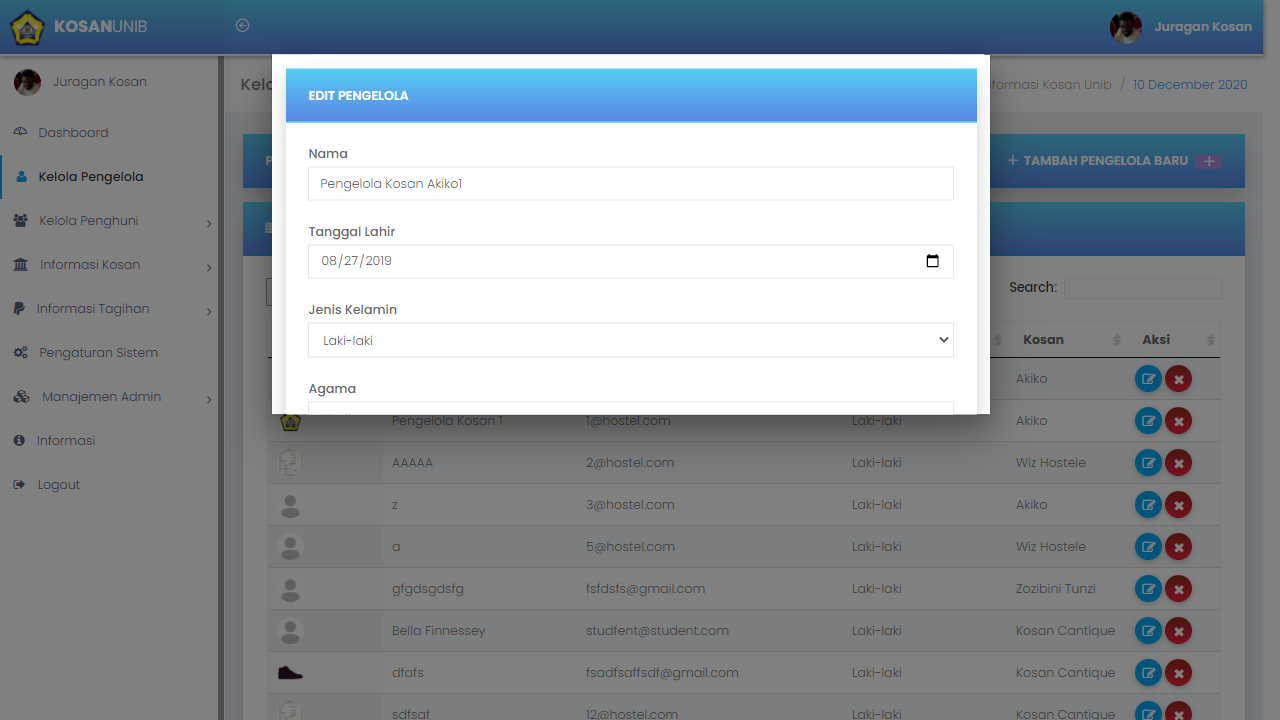 KOSANUNIB
Juragan Kosan
Juragan Kosan
Dashboard
Kelola Pengelola
Kelola Penghuni
Informasi Kosan
Informasi Tagihan
Pengaturan Sistem
Manajemen Admin
Informasi
Logout
Informasi Kosan Unib / 10 December 2020
+ TAMBAH PENGELOLA BARU +
EDIT PENGELOLA
Nama
Pengelola Kosan Akiko1
Tanggal Lahir
08/27/2019
Jenis Kelamin
Laki-laki
Agama
Search:
Kosan Aksi
Akiko
Pengelola Kosan 1 1@hostel.com Laki-laki Akiko
AAAAA 2@hostel.com Laki-laki Wiz Hostele
z 3@hostel.com Laki-laki Akiko
a 5@hostel.com Laki-laki Wiz Hostele
gfgdsgdsfg fsfdsfs@gmail.com Laki-laki Zozibini Tunzi
Bella Finnessey studfent@student.com Laki-laki Kosan Cantique
dfafs fsadfsaffsdf@gmail.com Laki-laki Kosan Cantique
sdfsaf 12@hostel.com Laki-laki Kosan Cantique